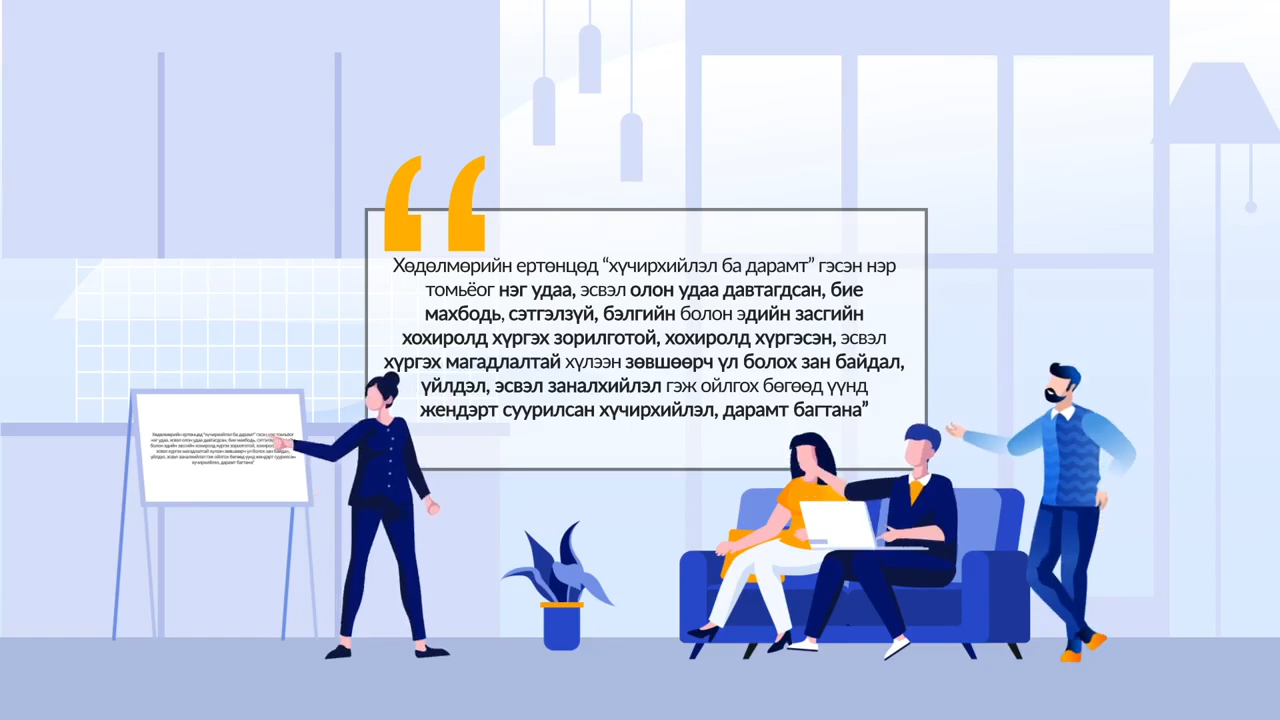 Хөдөлмөрийн ертөнцөд “хүчирхийлэл ба дарамт” гэсэн нэр
томьёог нэг удаа, эсвэл олон удаа давтагдсан, бие
махбодь, сэтгэлзүй, бэлгийн болон эдийн засгийн
хохиролд хүргэх зорилготой, хохиролд хүргэсэн, эсвэл
хүргэх магадлалтай хүлээн зөвшөөрч үл болох зан байдал,
үйлдэл, эсвэл заналхийлэл гэж ойлгох бөгөөд үүнд
жендэрт суурилсан хүчирхийлэл, дарамт багтана”